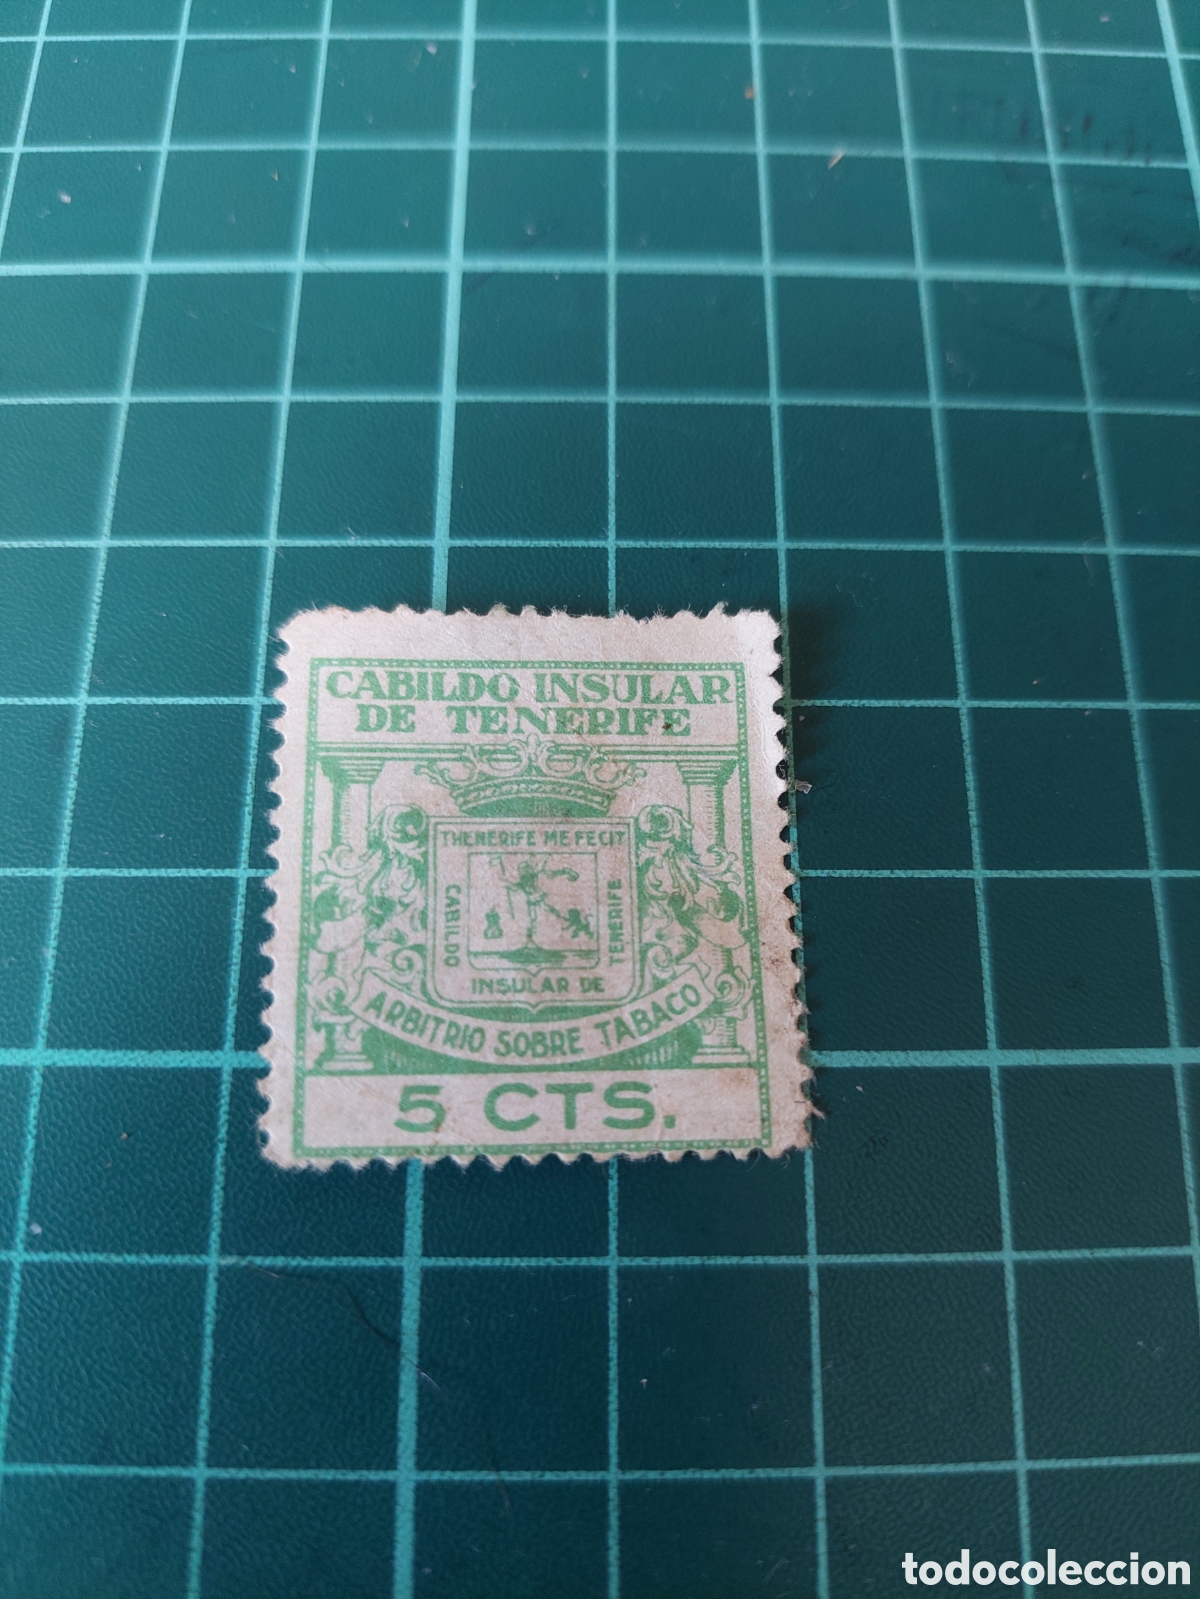 CABILDO INSULAR
DE TENERIFE
THENERIFE ME FECIT
CABILDO
TENERIFE
INSULAR DE
ARBITRIO SOBRE TABACO
5 CTS.
todocoleccion